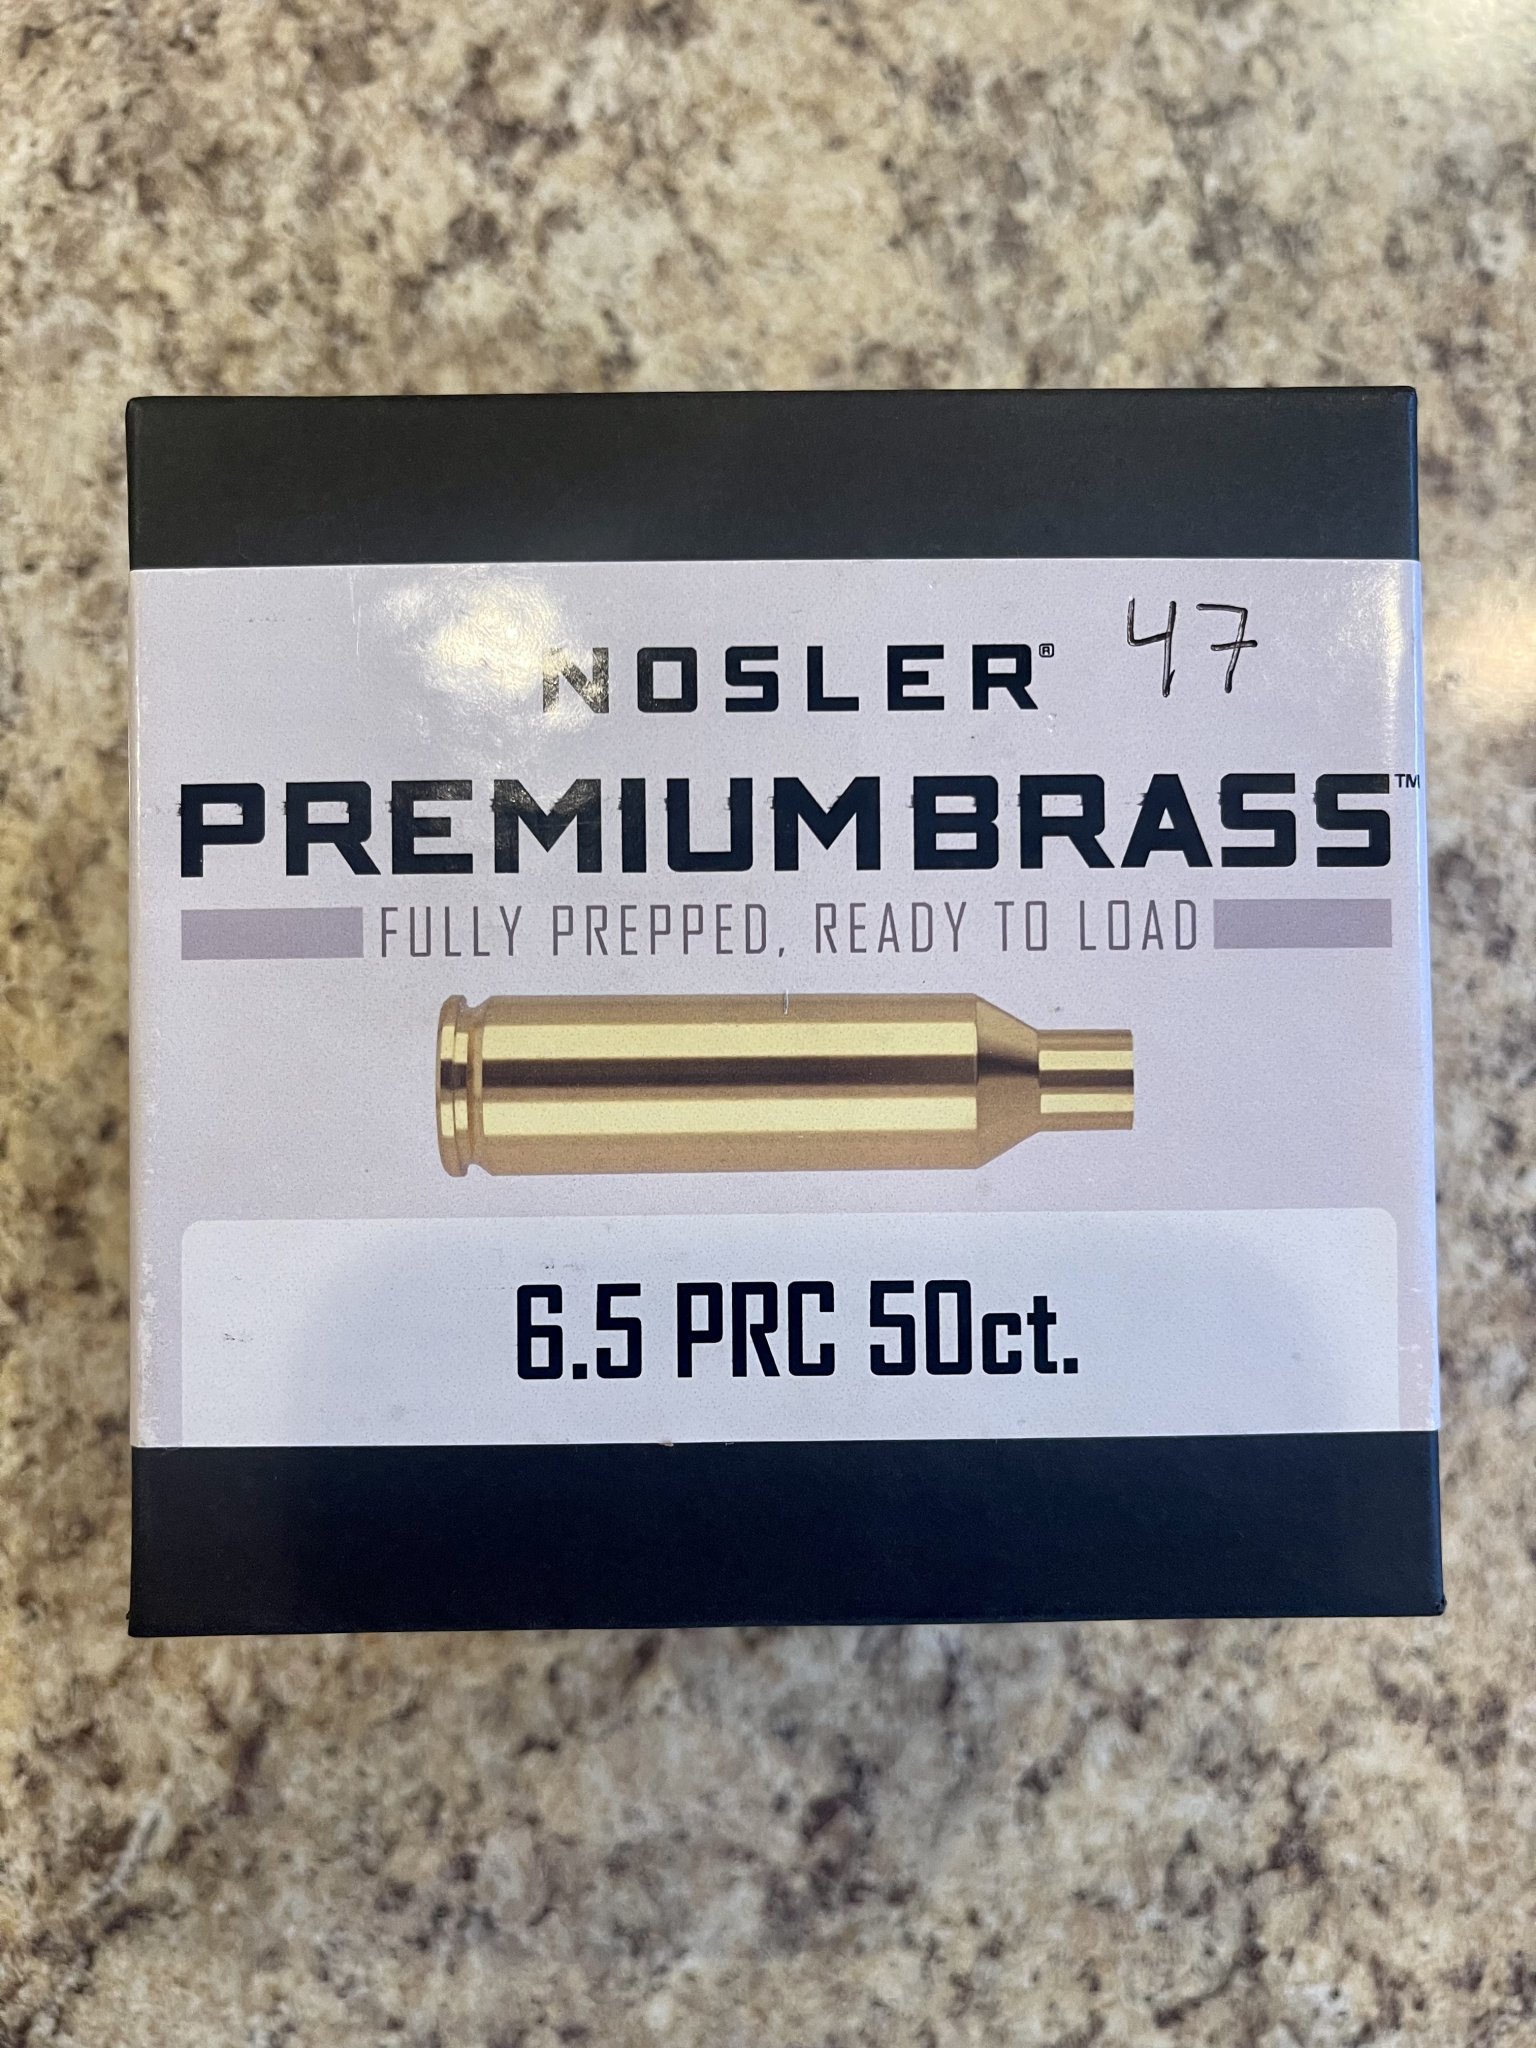 NOSLER® 47
PREMIUM BRASS™
FULLY PREPPED, READY TO LOAD
6.5 PRC 50ct.